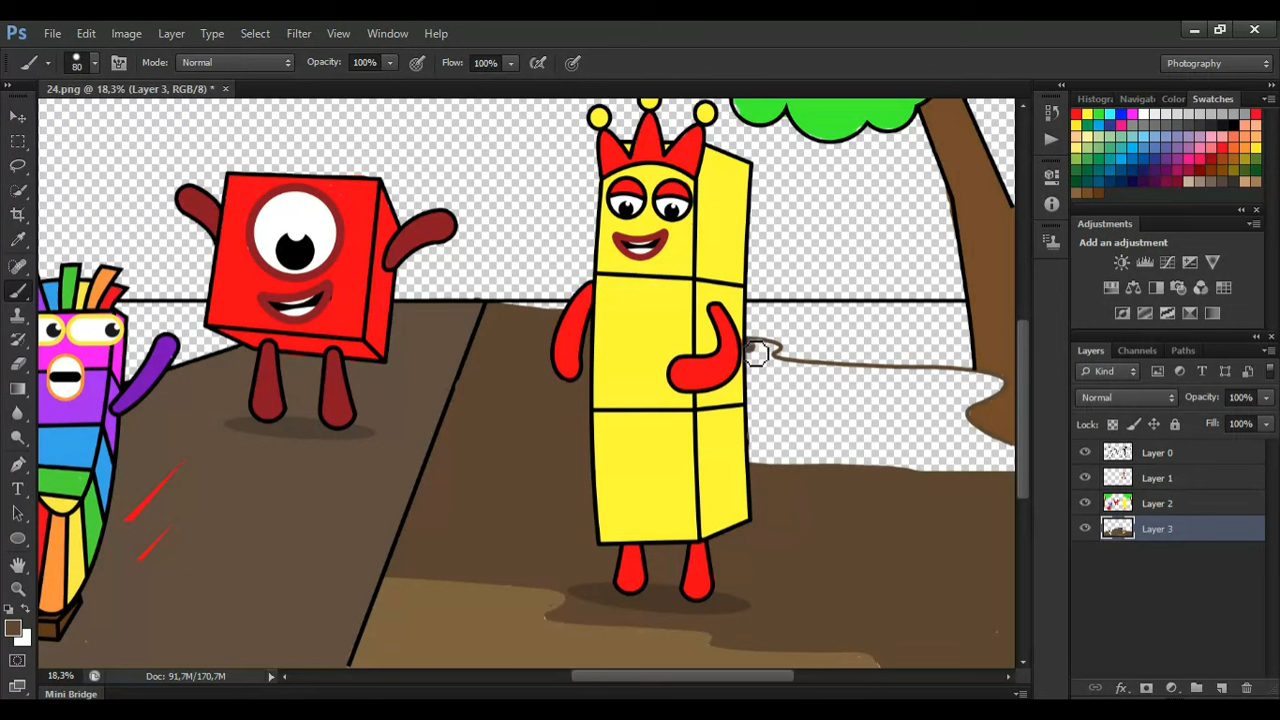 Ps File Edit Image Layer Type Select Filter View Window Help
80 Mode: Normal Opacity: 100% Flow: 100% Photography
24.png @ 18,3% (Layer 3, RGB/8) * ×
Histogr Navigat Color Swatches
Adjustments
Add an adjustment
Layers Channels Paths
Kind
Normal Opacity: 100%
Lock: Fill: 100%
Layer 0
Layer 1
Layer 2
Layer 3
18,3% Doc: 91,7M/170,7M
Mini Bridge